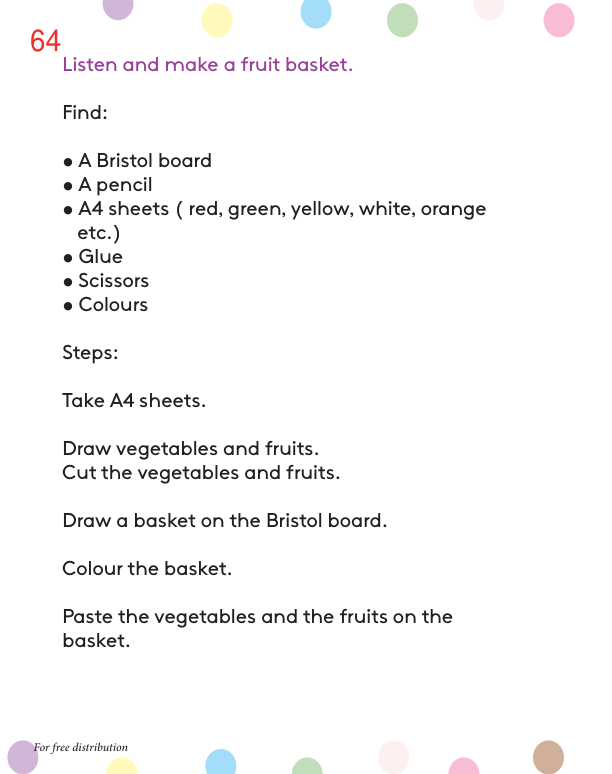 64
Listen and make a fruit basket.
Find:
● A Bristol board
● A pencil
● A4 sheets ( red, green, yellow, white, orange
etc.)
● Glue
● Scissors
● Colours
Steps:
Take A4 sheets.
Draw vegetables and fruits.
Cut the vegetables and fruits.
Draw a basket on the Bristol board.
Colour the basket.
Paste the vegetables and the fruits on the
basket.
For free distribution